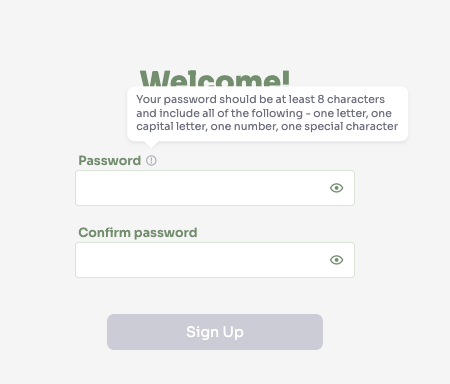 Welcome!
Your password should be at least 8 characters
and include all of the following - one letter, one
capital letter, one number, one special character
Password
Confirm password
Sign Up